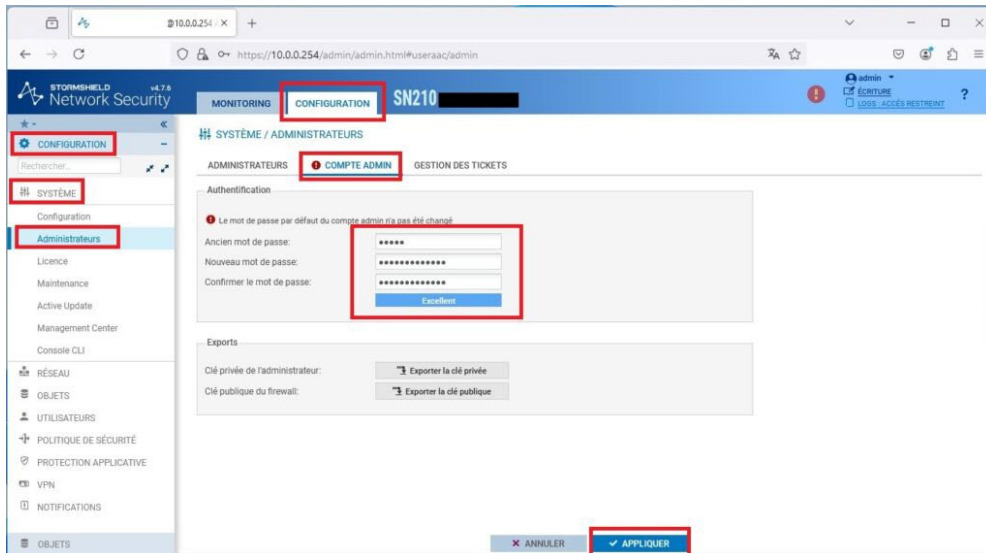 @10.0.0.254 /
https://10.0.0.254/admin/admin.html#useraac/admin
STORMSHIELD v4.7.6
Network Security
MONITORING CONFIGURATION SN210
admin
ÉCRITURE
LOGS : ACCÈS RESTREINT
?
CONFIGURATION
Rechercher...
SYSTÈME
Configuration
Administrateurs
Licence
Maintenance
Active Update
Management Center
Console CLI
RÉSEAU
OBJETS
UTILISATEURS
POLITIQUE DE SÉCURITÉ
PROTECTION APPLICATIVE
VPN
NOTIFICATIONS
OBJETS
SYSTÈME / ADMINISTRATEURS
ADMINISTRATEURS COMPTE ADMIN GESTION DES TICKETS
Authentification
Le mot de passe par défaut du compte admin n'a pas été changé
Ancien mot de passe:
Nouveau mot de passe:
Confirmer le mot de passe:
Excellent
Exports
Clé privée de l'administrateur: Exporter la clé privée
Clé publique du firewall: Exporter la clé publique
ANNULER APPLIQUER